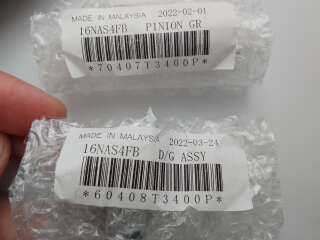 MADE IN MALAYSIA 2022-02-01
16NAS4FB PINION GR
*70407T3400P*
MADE IN MALAYSIA 2022-03-24
16NAS4FB D/G ASSY
*60408T3400P*